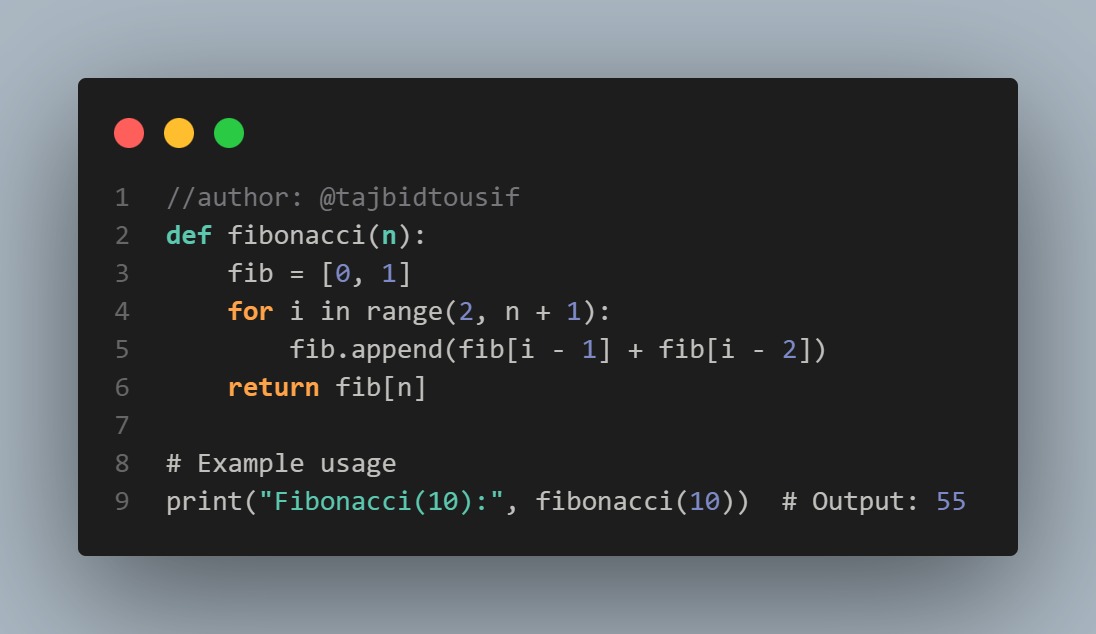 1 //author: @tajbidtousif
2 def fibonacci(n):
3     fib = [0, 1]
4     for i in range(2, n + 1):
5         fib.append(fib[i - 1] + fib[i - 2])
6     return fib[n]
7
8 # Example usage
9 print("Fibonacci(10):", fibonacci(10))  # Output: 55